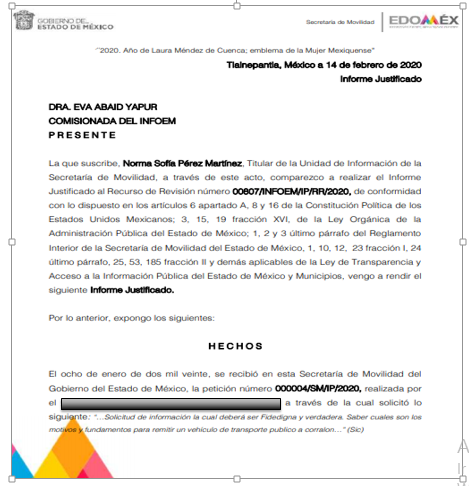 GOBIERNO DEL
ESTADO DE MÉXICO
Secretaría de Movilidad
EDOMÉX
"2020. Año de Laura Méndez de Cuenca; emblema de la Mujer Mexiquense"
Tlalnepantla, México a 14 de febrero de 2020
Informe Justificado
DRA. EVA ABAID YAPUR
COMISIONADA DEL INFOEM
P R E S E N T E
La que suscribe, Norma Sofía Pérez Martínez, Titular de la Unidad de Información de la
Secretaría de Movilidad, a través de este acto, comparezco a realizar el Informe
Justificado al Recurso de Revisión número 00607/INFOEM/IP/RR/2020, de conformidad
con lo dispuesto en los artículos 6 apartado A, 8 y 16 de la Constitución Política de los
Estados Unidos Mexicanos; 3, 15, 19 fracción XVI, de la Ley Orgánica de la
Administración Pública del Estado de México; 1, 2 y 3 último párrafo del Reglamento
Interior de la Secretaría de Movilidad del Estado de México, 1, 10, 12, 23 fracción I, 24
último párrafo, 25, 53, 185 fracción II y demás aplicables de la Ley de Transparencia y
Acceso a la Información Pública del Estado de México y Municipios, vengo a rendir el
siguiente Informe Justificado.
Por lo anterior, expongo los siguientes:
H E C H O S
El ocho de enero de dos mil veinte, se recibió en esta Secretaría de Movilidad del
Gobierno del Estado de México, la petición número 000004/SM/IP/2020, realizada por
el a través de la cual solicitó lo
siguiente: "…Solicitud de información la cual deberá ser Fidedigna y verdadera. Saber cuales son los
motivos y fundamentos para remitir un vehículo de transporte publico a corralon…" (Sic)